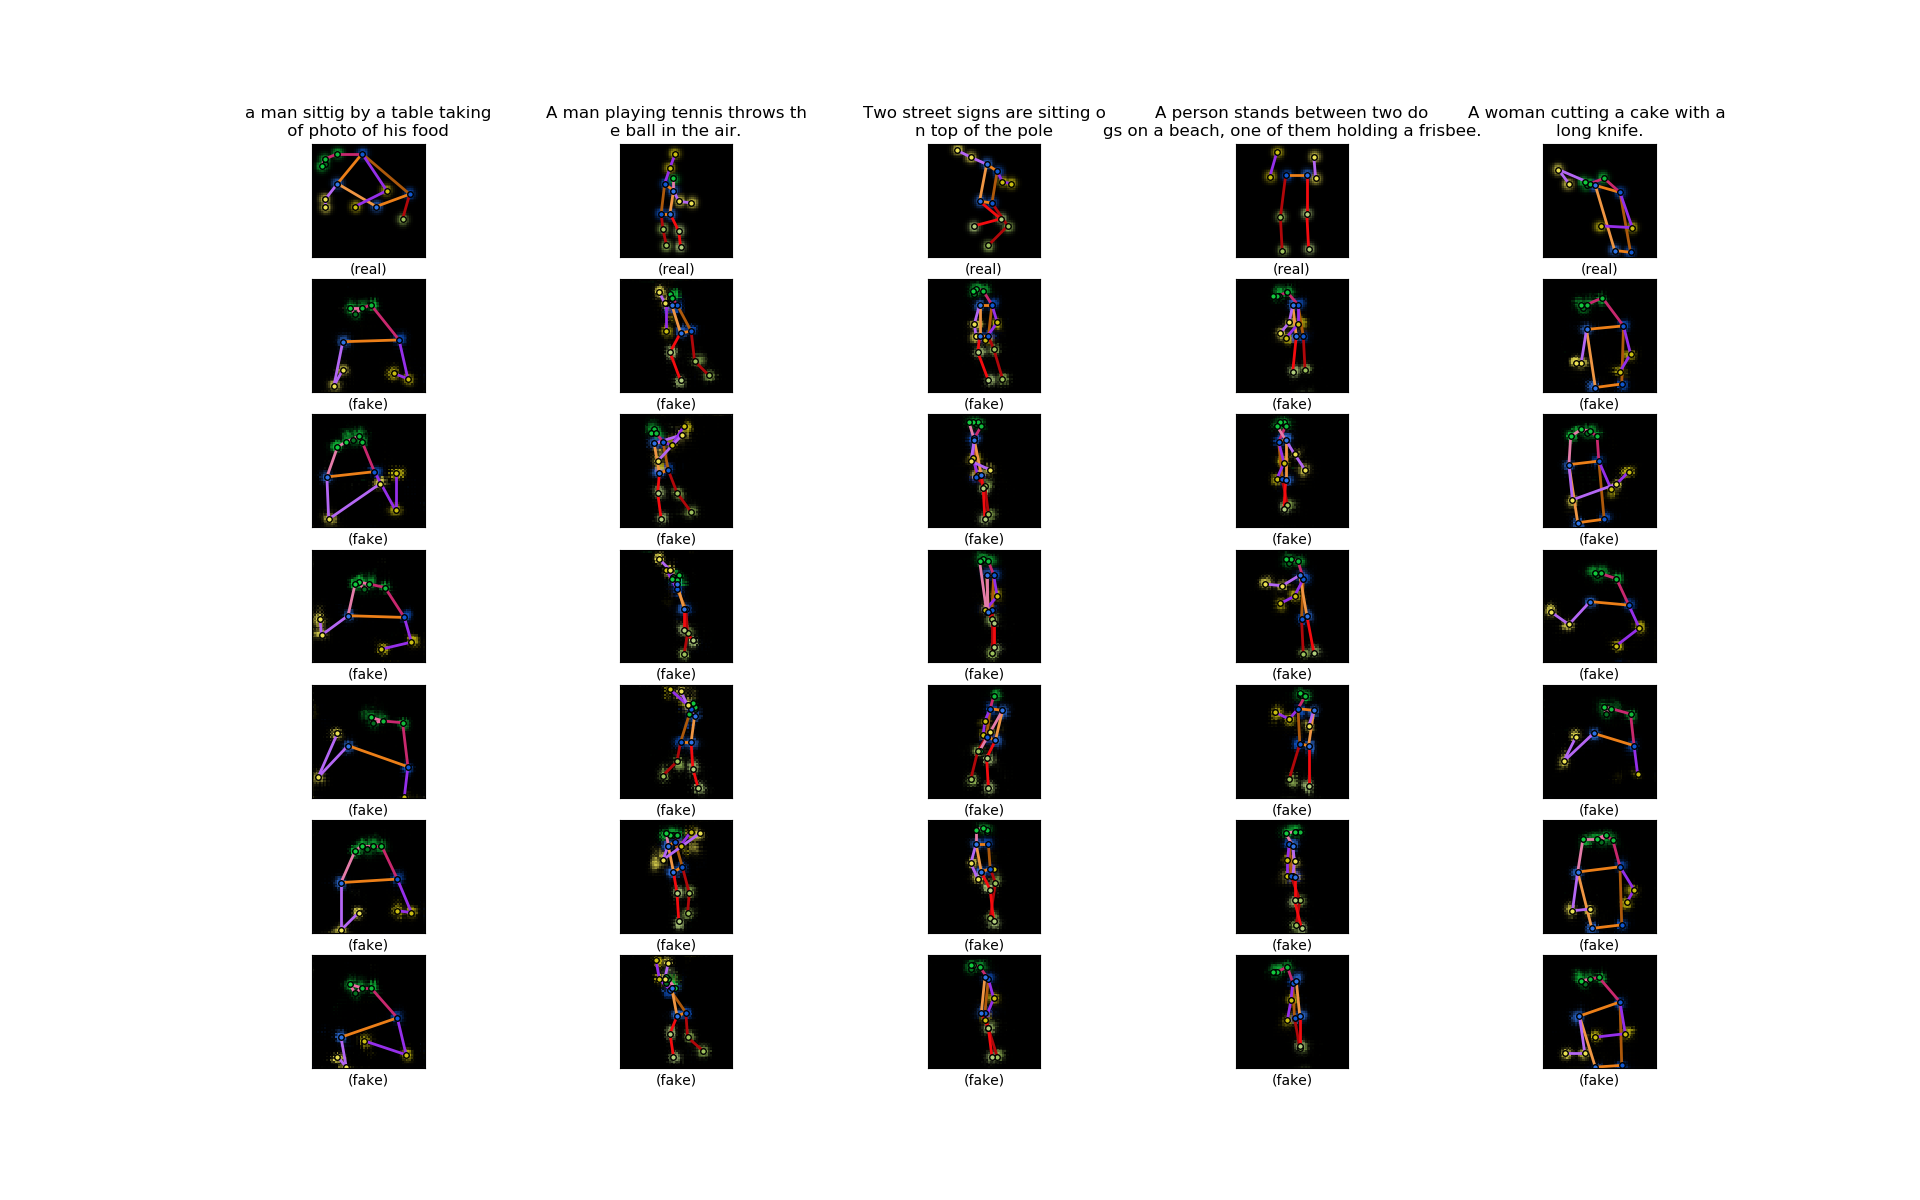 a man sittig by a table taking
of photo of his food
A man playing tennis throws th
e ball in the air.
Two street signs are sitting o
n top of the pole
A person stands between two do
gs on a beach, one of them holding a frisbee.
A woman cutting a cake with a
long knife.
(real) (real) (real) (real) (real)
(fake) (fake) (fake) (fake) (fake)
(fake) (fake) (fake) (fake) (fake)
(fake) (fake) (fake) (fake) (fake)
(fake) (fake) (fake) (fake) (fake)
(fake) (fake) (fake) (fake) (fake)
(fake) (fake) (fake) (fake) (fake)